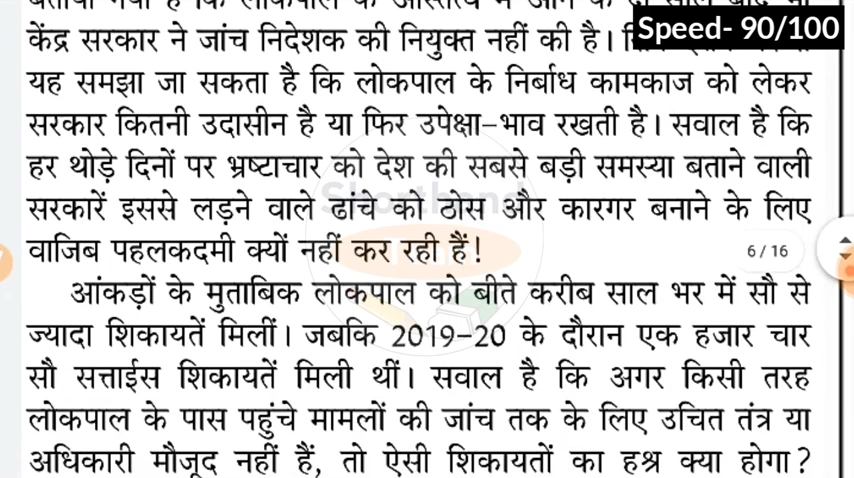 केंद्र सरकार ने जांच निदेशक की नियुक्त नहीं की है।
Speed- 90/100
यह समझा जा सकता है कि लोकपाल के निर्बाध कामकाज को लेकर
सरकार कितनी उदासीन है या फिर उपेक्षा-भाव रखती है। सवाल है कि
हर थोड़े दिनों पर भ्रष्टाचार को देश की सबसे बड़ी समस्या बताने वाली
सरकारें इससे लड़ने वाले ढांचे को ठोस और कारगर बनाने के लिए
वाजिब पहलकदमी क्यों नहीं कर रही हैं!
6/16
आंकड़ों के मुताबिक लोकपाल को बीते करीब साल भर में सौ से
ज्यादा शिकायतें मिलीं। जबकि 2019-20 के दौरान एक हजार चार
सौ सत्ताईस शिकायतें मिली थीं। सवाल है कि अगर किसी तरह
लोकपाल के पास पहुंचे मामलों की जांच तक के लिए उचित तंत्र या
अधिकारी मौजूद नहीं हैं, तो ऐसी शिकायतों का हश्र क्या होगा?